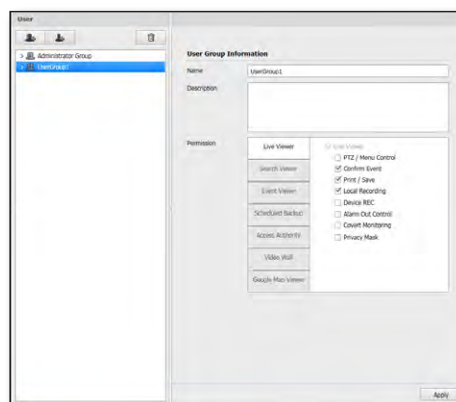 User
Administrator Group
UserGroup1
User Group Information
Name
UserGroup1
Description
Permission
Live Viewer
Search Viewer
Event Viewer
Scheduled Backup
Access Authority
Video Wall
Google Map Viewer
Live Viewer
PTZ / Menu Control
Confirm Event
Print / Save
Local Recording
Device REC
Alarm Out Control
Covert Monitoring
Privacy Mask
Apply